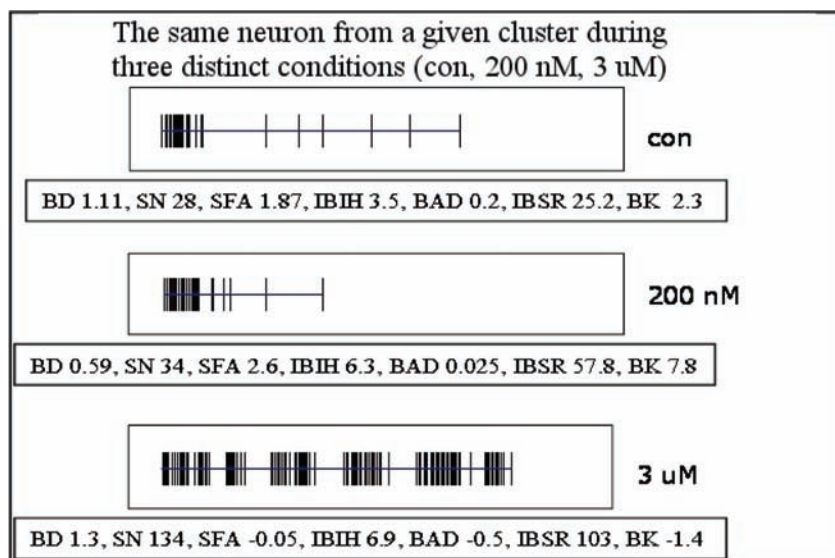 The same neuron from a given cluster during
three distinct conditions (con, 200 nM, 3 uM)
con
BD 1.11, SN 28, SFA 1.87, IBIH 3.5, BAD 0.2, IBSR 25.2, BK 2.3
200 nM
BD 0.59, SN 34, SFA 2.6, IBIH 6.3, BAD 0.025, IBSR 57.8, BK 7.8
3 uM
BD 1.3, SN 134, SFA -0.05, IBIH 6.9, BAD -0.5, IBSR 103, BK -1.4